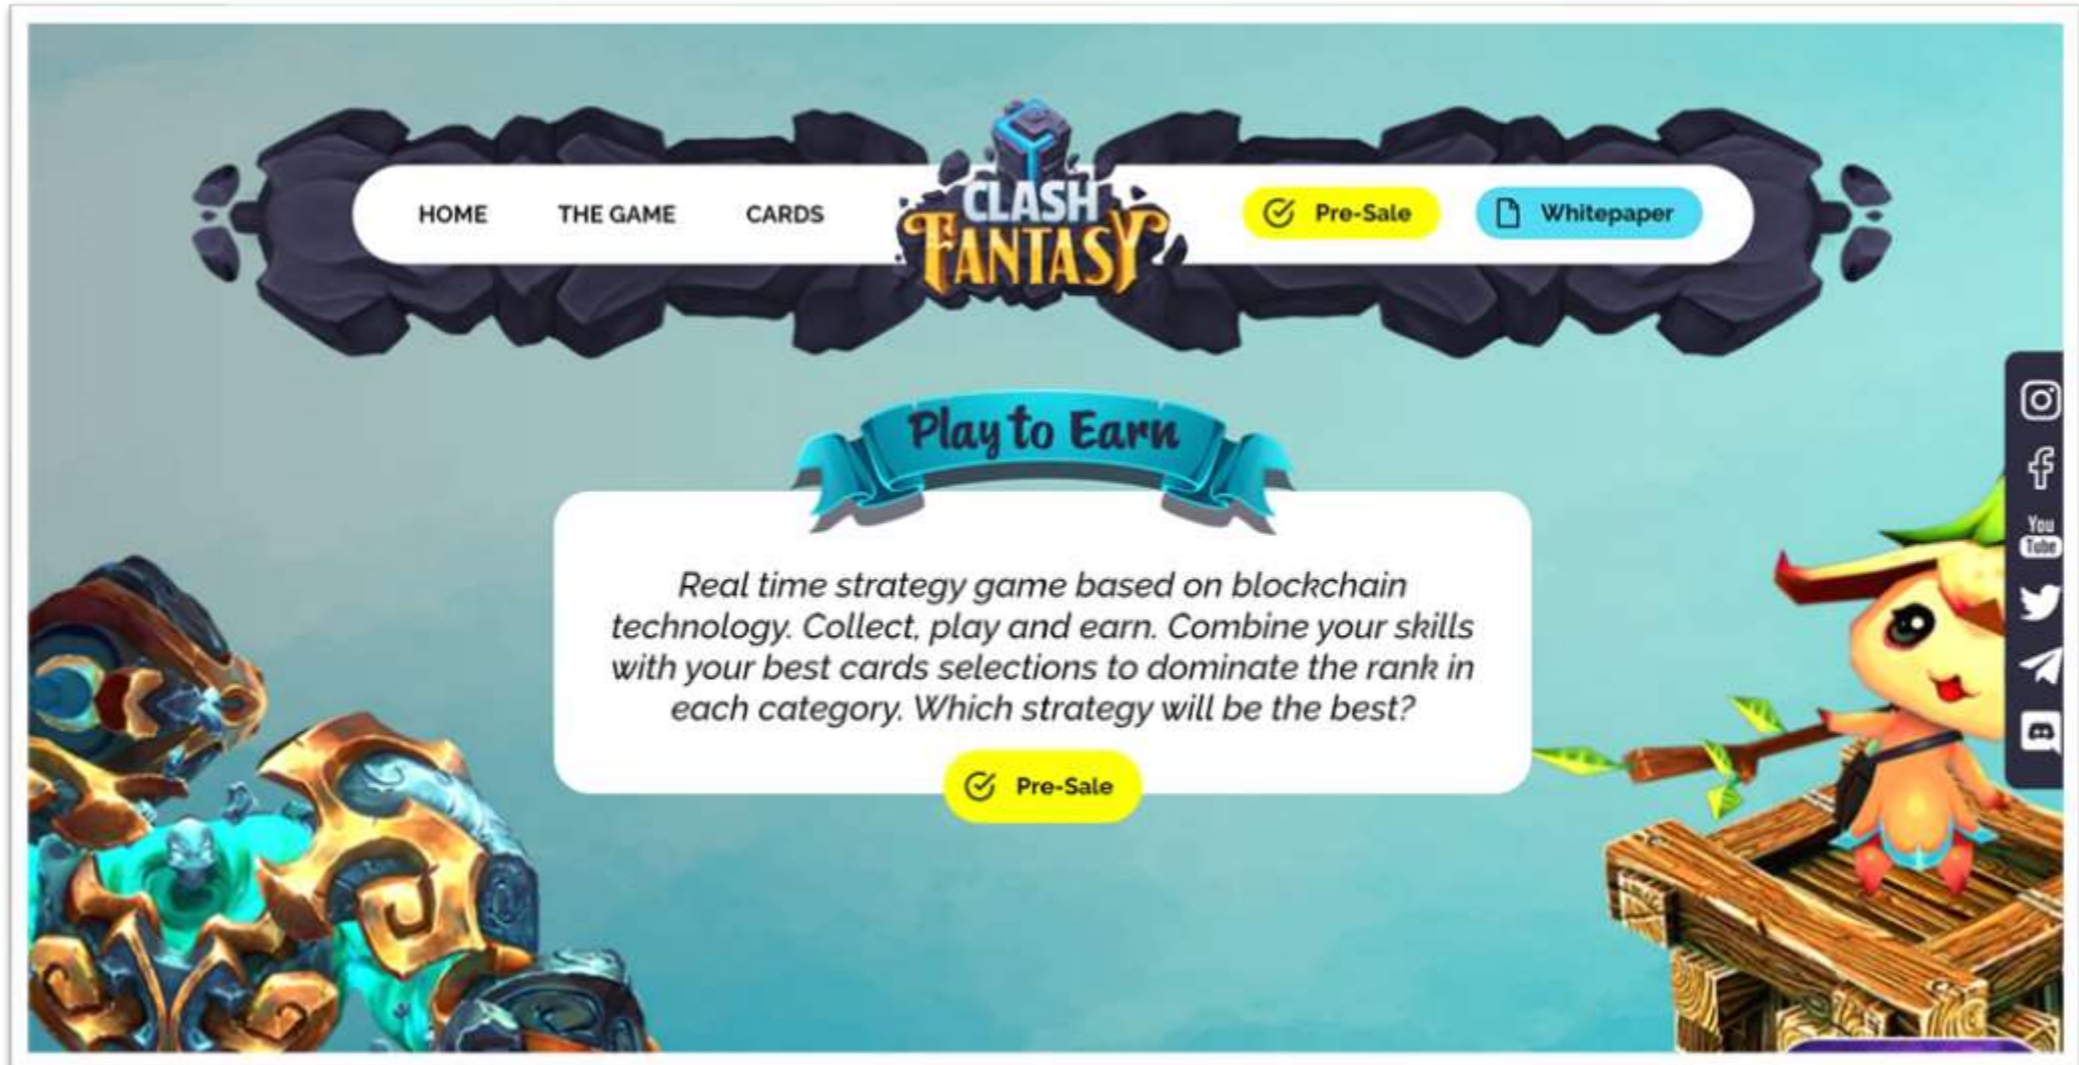 HOME THE GAME CARDS
CLASH
FANTASY
Pre-Sale Whitepaper
Play to Earn
Real time strategy game based on blockchain
technology. Collect, play and earn. Combine your skills
with your best cards selections to dominate the rank in
each category. Which strategy will be the best?
Pre-Sale
You
Tube